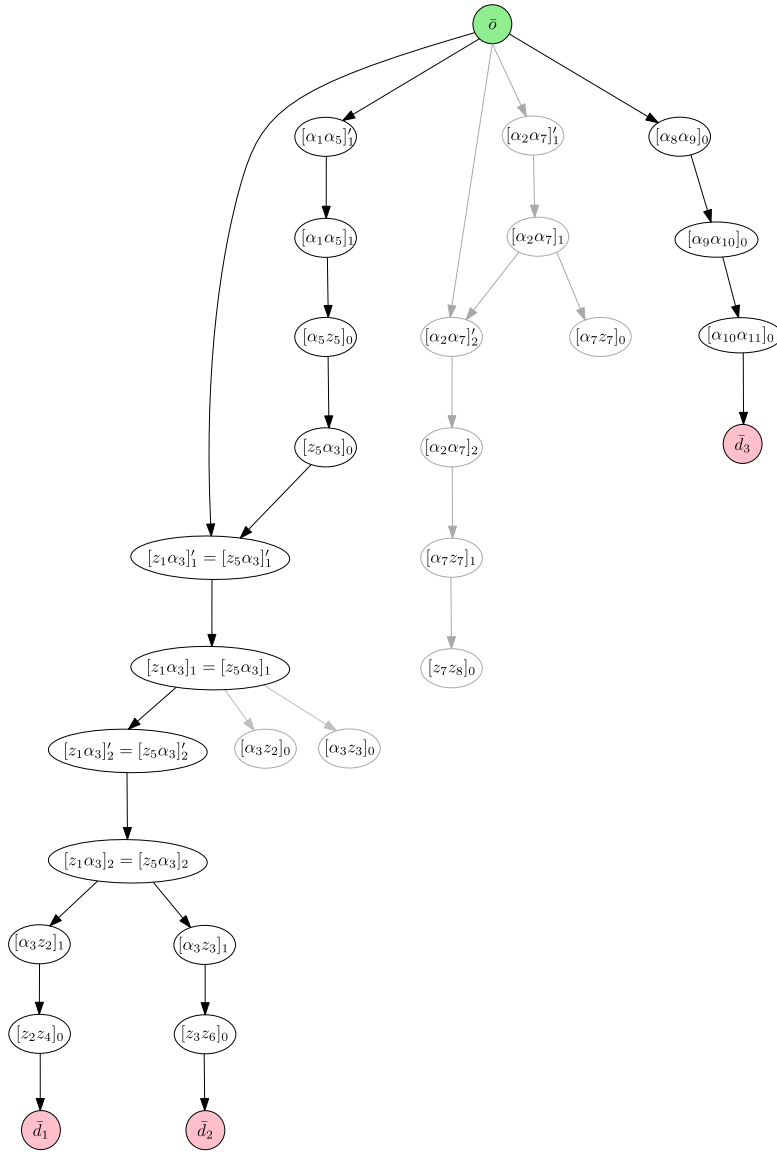 ō
[α₁α₅]′₁
[α₂α₇]′₁
[α₈α₉]₀
[α₁α₅]₁
[α₂α₇]₁
[α₉α₁₀]₀
[α₅z₅]₀
[α₂α₇]′₂
[α₇z₇]₀
[α₁₀α₁₁]₀
[z₅α₃]₀
[α₂α₇]₂
d̄₃
[z₁α₃]′₁ = [z₅α₃]′₁
[α₇z₇]₁
[z₁α₃]₁ = [z₅α₃]₁
[z₇z₈]₀
[z₁α₃]′₂ = [z₅α₃]′₂
[α₃z₂]₀
[α₃z₃]₀
[z₁α₃]₂ = [z₅α₃]₂
[α₃z₂]₁
[α₃z₃]₁
[z₂z₄]₀
[z₃z₆]₀
d̄₁
d̄₂